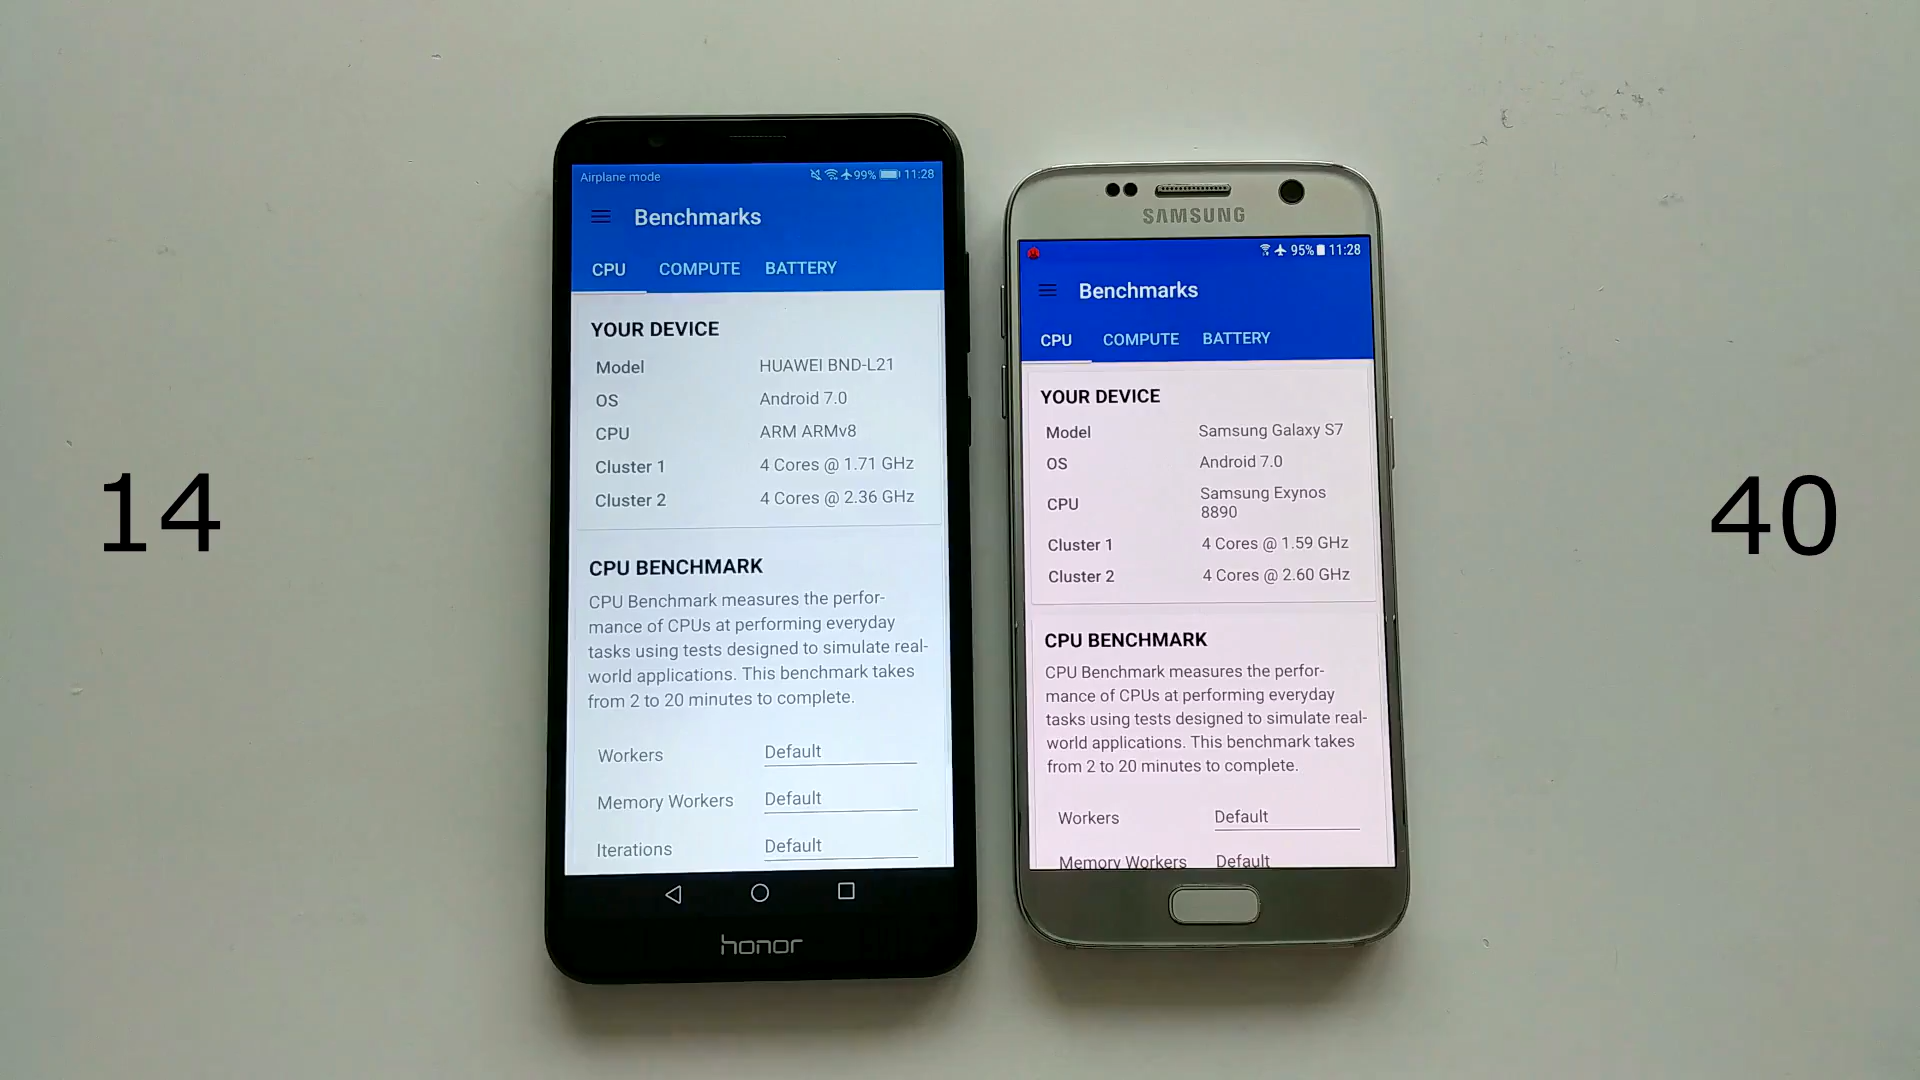 14
Airplane mode
99% 11:28
Benchmarks
CPU COMPUTE BATTERY
YOUR DEVICE
Model HUAWEI BND-L21
OS Android 7.0
CPU ARM ARMv8
Cluster 1 4 Cores @ 1.71 GHz
Cluster 2 4 Cores @ 2.36 GHz
CPU BENCHMARK
CPU Benchmark measures the perfor-
mance of CPUs at performing everyday
tasks using tests designed to simulate real-
world applications. This benchmark takes
from 2 to 20 minutes to complete.
Workers Default
Memory Workers Default
Iterations Default
honor
SAMSUNG
95% 11:28
Benchmarks
CPU COMPUTE BATTERY
YOUR DEVICE
Model Samsung Galaxy S7
OS Android 7.0
CPU Samsung Exynos
8890
Cluster 1 4 Cores @ 1.59 GHz
Cluster 2 4 Cores @ 2.60 GHz
CPU BENCHMARK
CPU Benchmark measures the perfor-
mance of CPUs at performing everyday
tasks using tests designed to simulate real-
world applications. This benchmark takes
from 2 to 20 minutes to complete.
Workers Default
Memory Workers Default
40